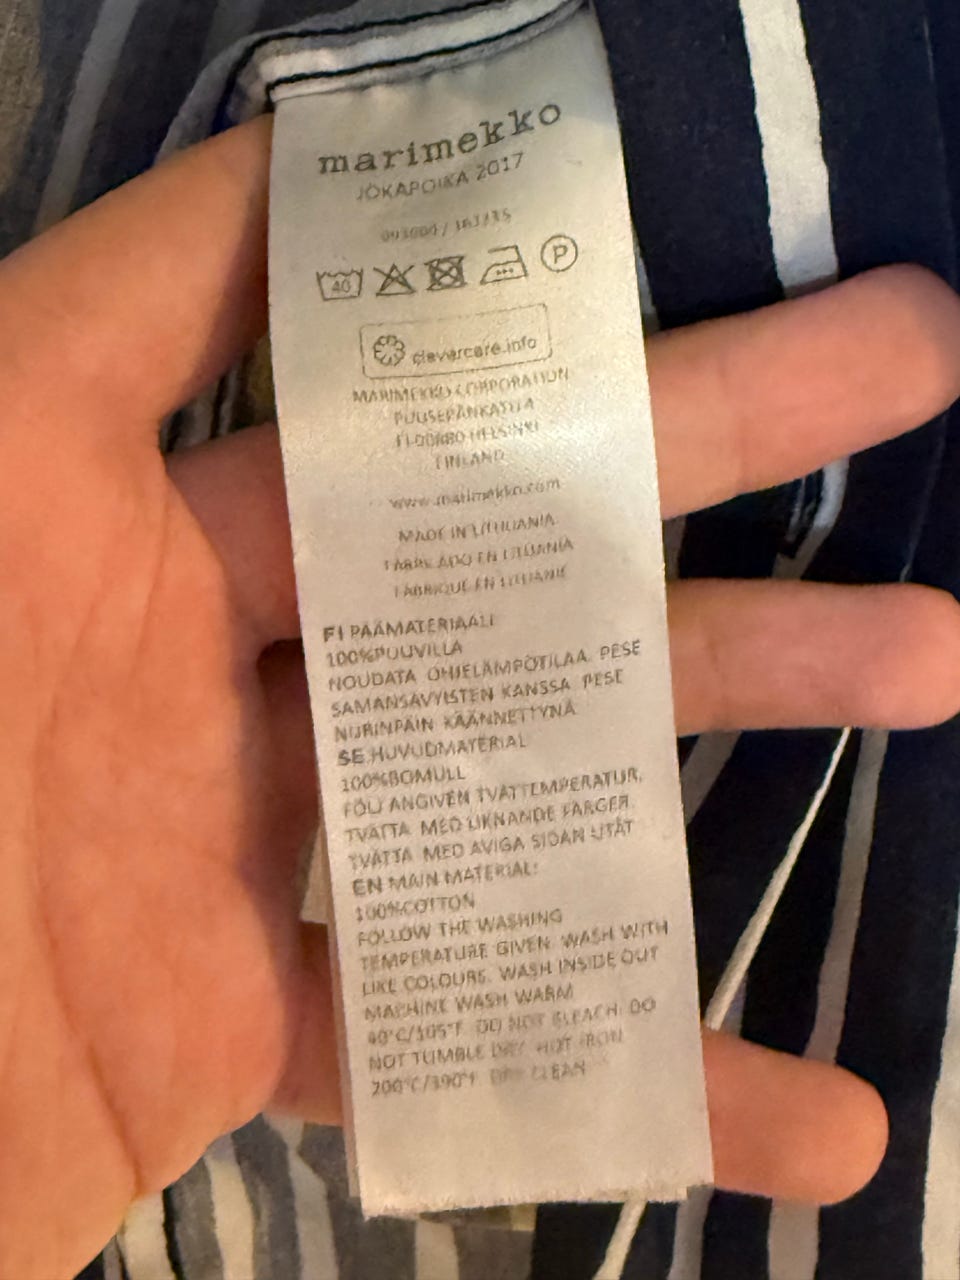 marimekko
JOKAPOIKA 2017
40
P
clevercare.info
MARIMEKKO CORPORATION
PUUSEPÄNKATU 4
HELSINKI
FINLAND
www.marimekko.com
MADE IN LITHUANIA
FABRICADO EN LITUANIA
FABRIQUE EN LITUANIE
FI PÄÄMATERIAALI
100%PUUVILLA
NOUDATA OHJELÄMPÖTILAA. PESE
SAMANSÄVYISTEN KANSSA. PESE
NURINPÄIN KÄÄNNETTYNÄ
SE HUVUDMATERIAL
100%BOMULL
FÖLJ ANGIVEN TVÄTTEMPERATUR.
TVÄTTA MED LIKNANDE FÄRGER.
TVÄTTA MED AVIGA SIDAN UTÅT
EN MAIN MATERIAL:
100%COTTON
FOLLOW THE WASHING
TEMPERATURE GIVEN. WASH WITH
LIKE COLOURS. WASH INSIDE OUT
MACHINE WASH WARM
40°C/105°F DO NOT BLEACH DO
NOT TUMBLE DRY HOT IRON
200°C/390°F DRY CLEAN